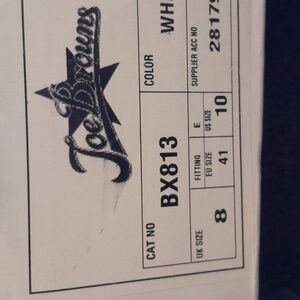 Joe Browns
CAT NO
BX813
COLOR
WH
UK SIZE
8
FITTING E
EU SIZE
41
US SIZE
10
SUPPLIER ACC NO